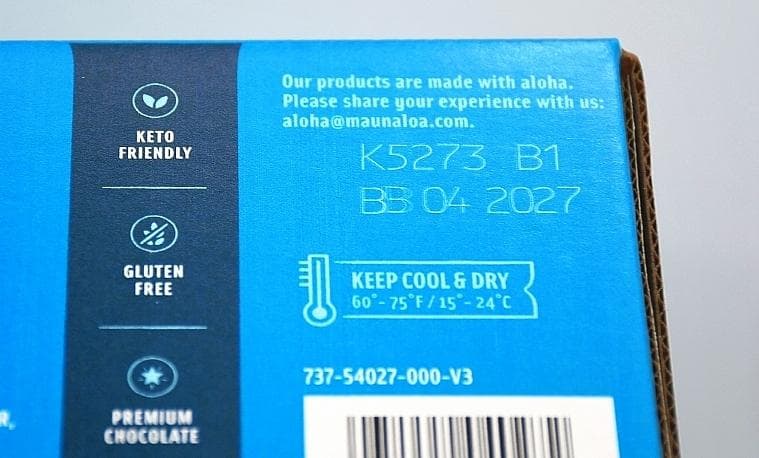 KETO
FRIENDLY
GLUTEN
FREE
PREMIUM
CHOCOLATE
Our products are made with aloha.
Please share your experience with us:
aloha@maunaloa.com.
K5273 B1
BB 04 2027
KEEP COOL & DRY
60°- 75°F / 15°- 24°C
737-54027-000-V3